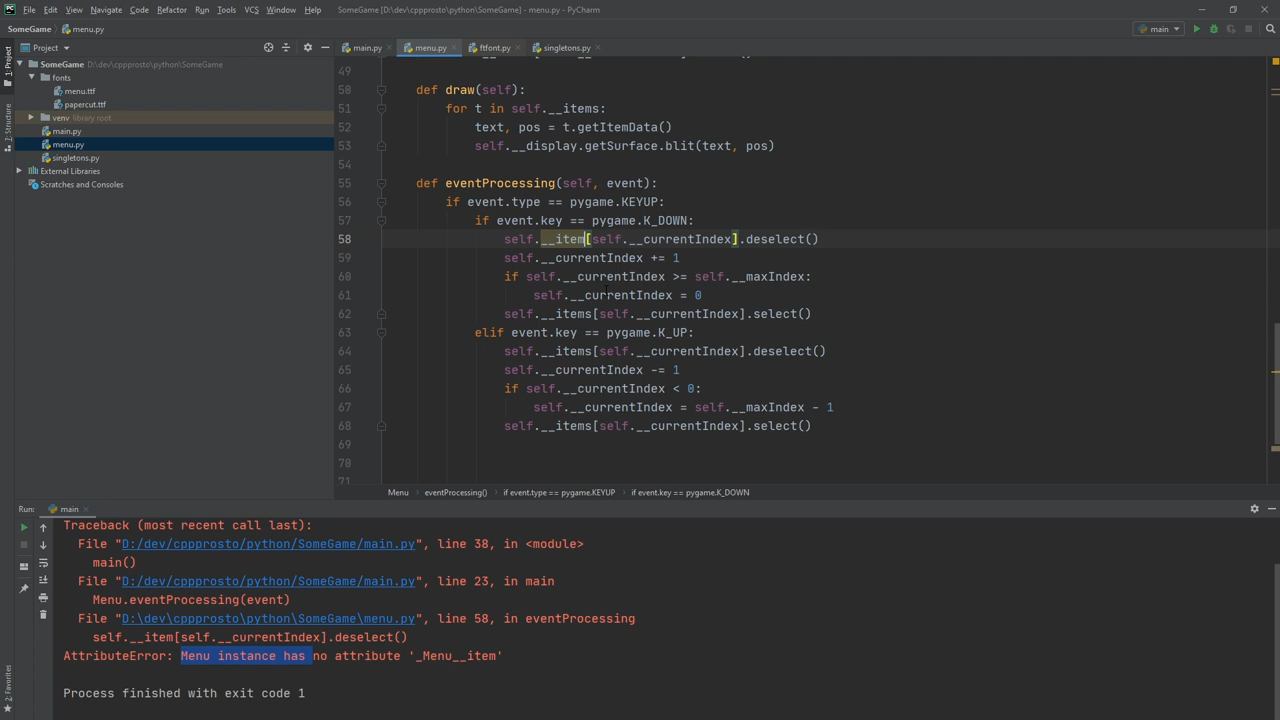 PC File Edit View Navigate Code Refactor Run Tools VCS Window Help SomeGame [D:\dev\cppprosto\python\SomeGame] - menu.py - PyCharm
SomeGame menu.py main
1: Project
7: Structure
2: Favorites
Project
SomeGame D:\dev\cppprosto\python\SomeGame
fonts
menu.ttf
papercut.ttf
venv library root
main.py
menu.py
singletons.py
External Libraries
Scratches and Consoles
main.py menu.py ftfont.py singletons.py
49
50 def draw(self):
51 for t in self.__items:
52 text, pos = t.getItemData()
53 self.__display.getSurface.blit(text, pos)
54
55 def eventProcessing(self, event):
56 if event.type == pygame.KEYUP:
57 if event.key == pygame.K_DOWN:
58 self.__item[self.__currentIndex].deselect()
59 self.__currentIndex += 1
60 if self.__currentIndex >= self.__maxIndex:
61 self.__currentIndex = 0
62 self.__items[self.__currentIndex].select()
63 elif event.key == pygame.K_UP:
64 self.__items[self.__currentIndex].deselect()
65 self.__currentIndex -= 1
66 if self.__currentIndex < 0:
67 self.__currentIndex = self.__maxIndex - 1
68 self.__items[self.__currentIndex].select()
69
70
71
Menu eventProcessing() if event.type == pygame.KEYUP if event.key == pygame.K_DOWN
Run: main
Traceback (most recent call last):
File "D:/dev/cppprosto/python/SomeGame/main.py", line 38, in <module>
main()
File "D:/dev/cppprosto/python/SomeGame/main.py", line 23, in main
Menu.eventProcessing(event)
File "D:\dev\cppprosto\python\SomeGame\menu.py", line 58, in eventProcessing
self.__item[self.__currentIndex].deselect()
AttributeError: Menu instance has no attribute '_Menu__item'
Process finished with exit code 1